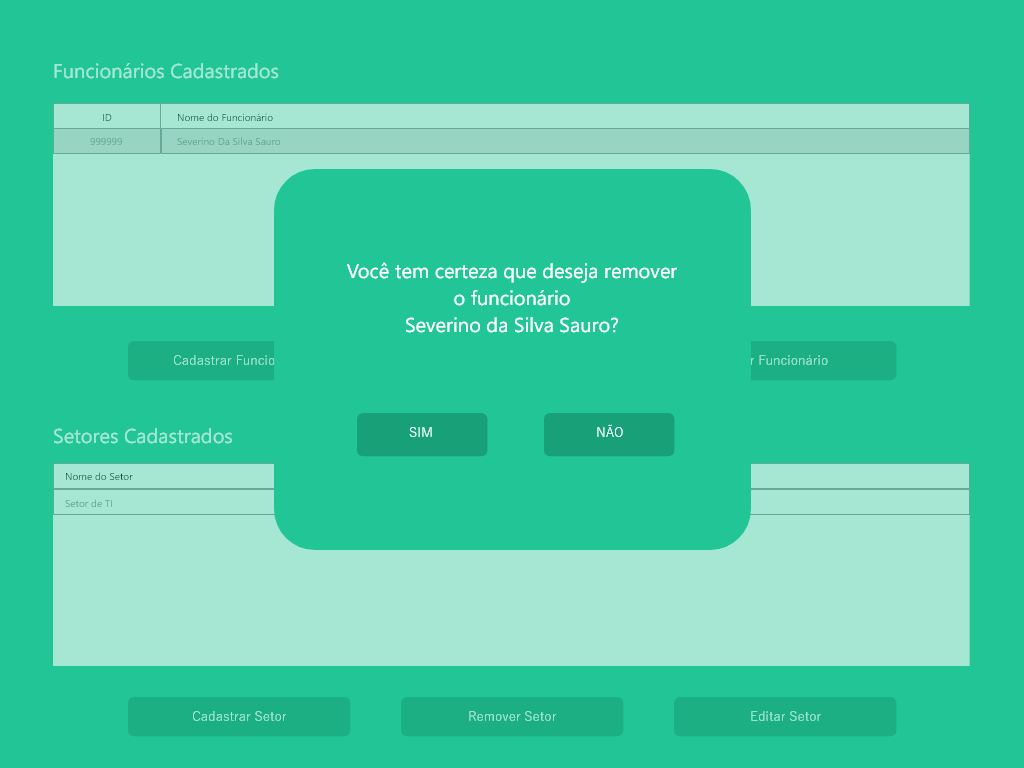 Funcionários Cadastrados
ID Nome do Funcionário
999999 Severino Da Silva Sauro
Você tem certeza que deseja remover
o funcionário
Severino da Silva Sauro?
Cadastrar Funcio
r Funcionário
SIM NÃO
Setores Cadastrados
Nome do Setor
Setor de TI
Cadastrar Setor Remover Setor Editar Setor